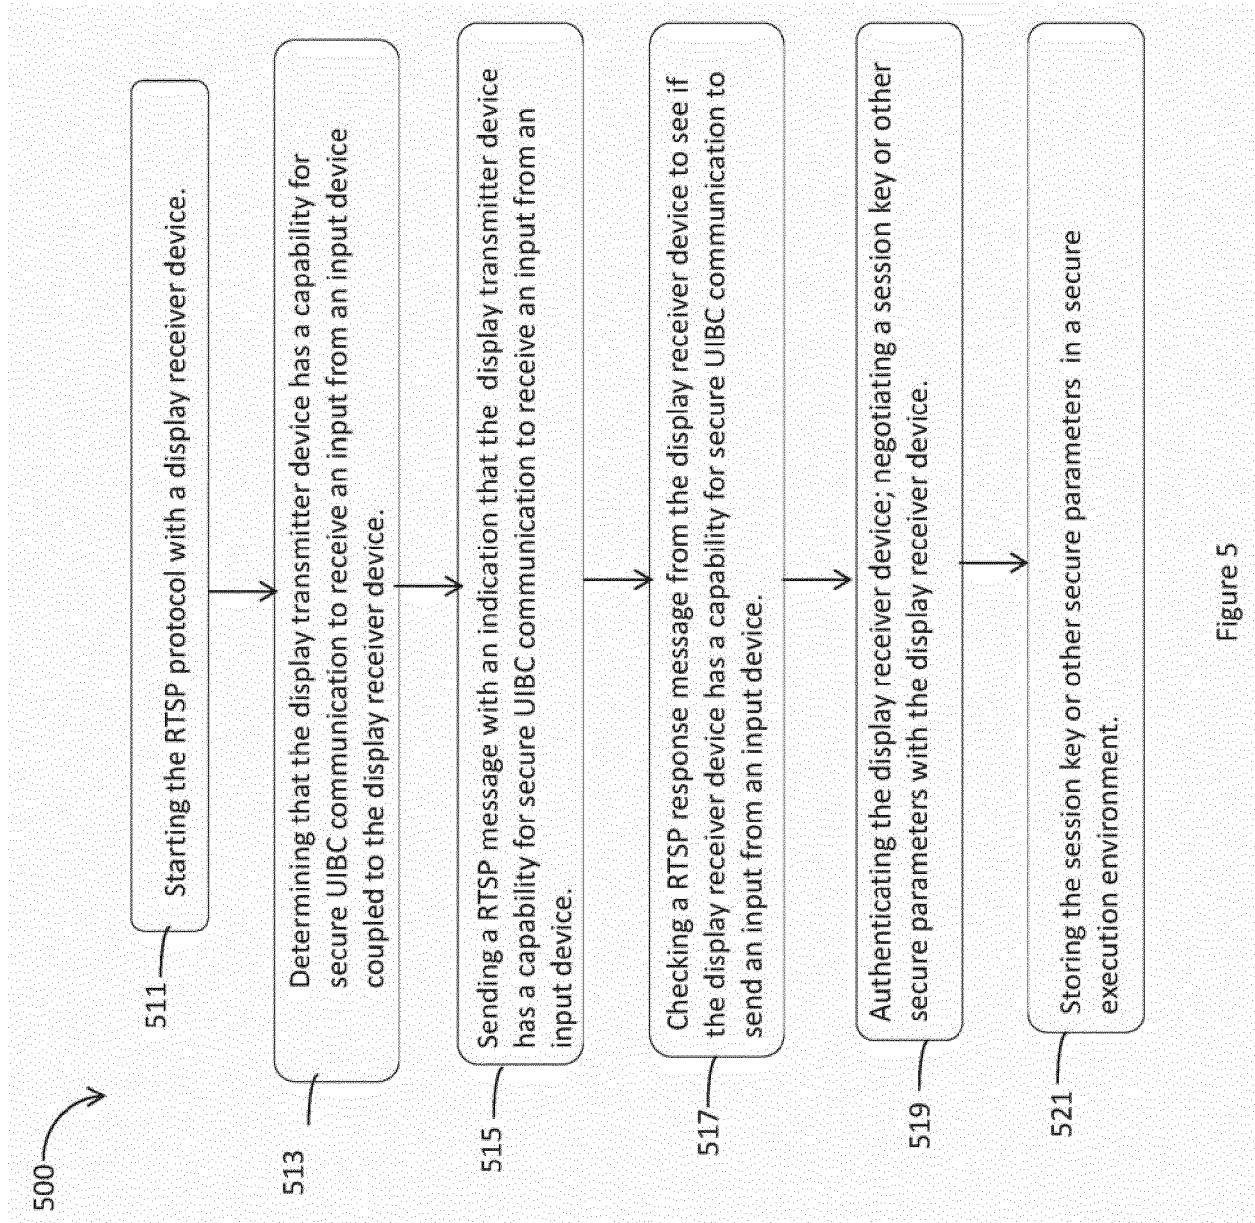 500
511
Starting the RTSP protocol with a display receiver device.
513
Determining that the display transmitter device has a capability for
secure UIBC communication to receive an input from an input device
coupled to the display receiver device.
515
Sending a RTSP message with an indication that the display transmitter device
has a capability for secure UIBC communication to receive an input from an
input device.
517
Checking a RTSP response message from the display receiver device to see if
the display receiver device has a capability for secure UIBC communication to
send an input from an input device.
519
Authenticating the display receiver device; negotiating a session key or other
secure parameters with the display receiver device.
521
Storing the session key or other secure parameters in a secure
execution environment.
Figure 5